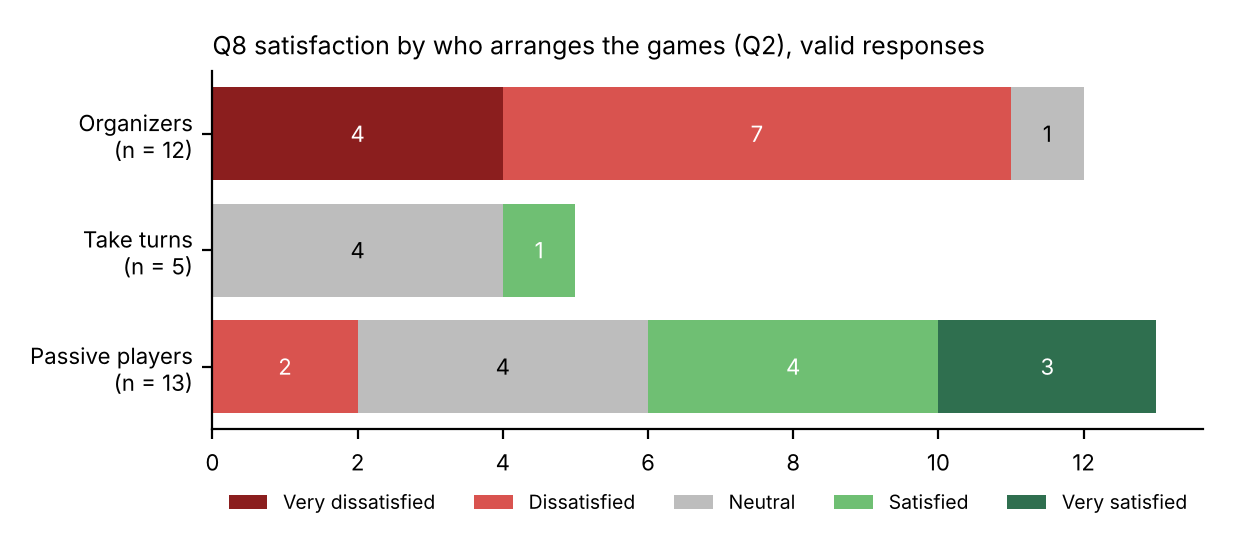 Q8 satisfaction by who arranges the games (Q2), valid responses
Organizers
(n = 12)
4
7
1
Take turns
(n = 5)
4
1
Passive players
(n = 13)
2
4
4
3
0 2 4 6 8 10 12
Very dissatisfied Dissatisfied Neutral Satisfied Very satisfied